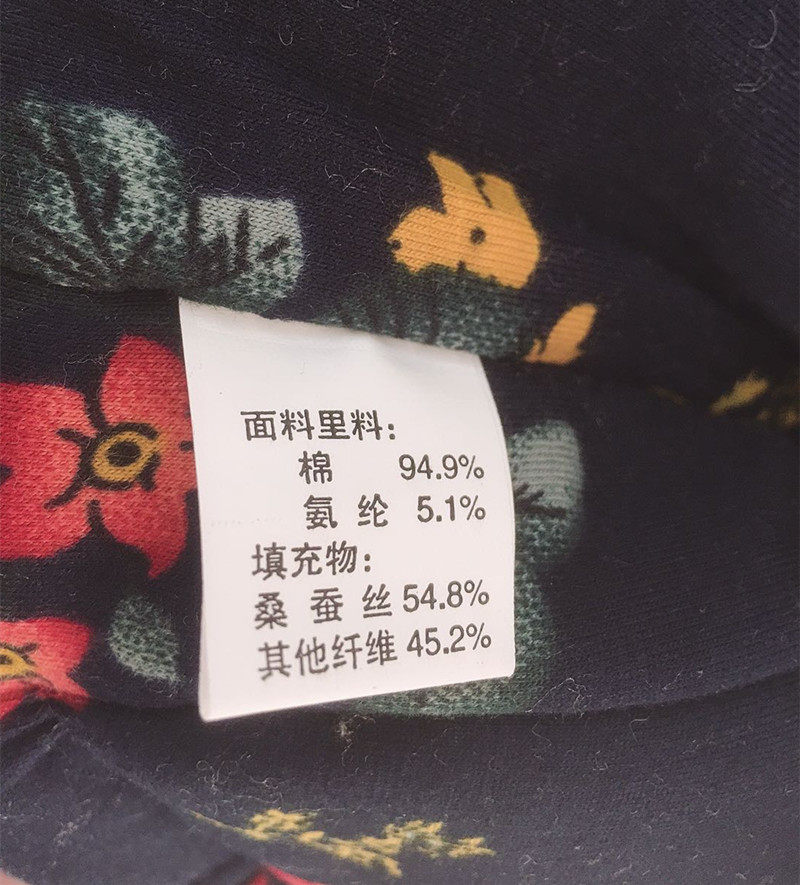 面料里料:
棉 94.9%
氨纶 5.1%
填充物:
桑蚕丝 54.8%
其他纤维 45.2%